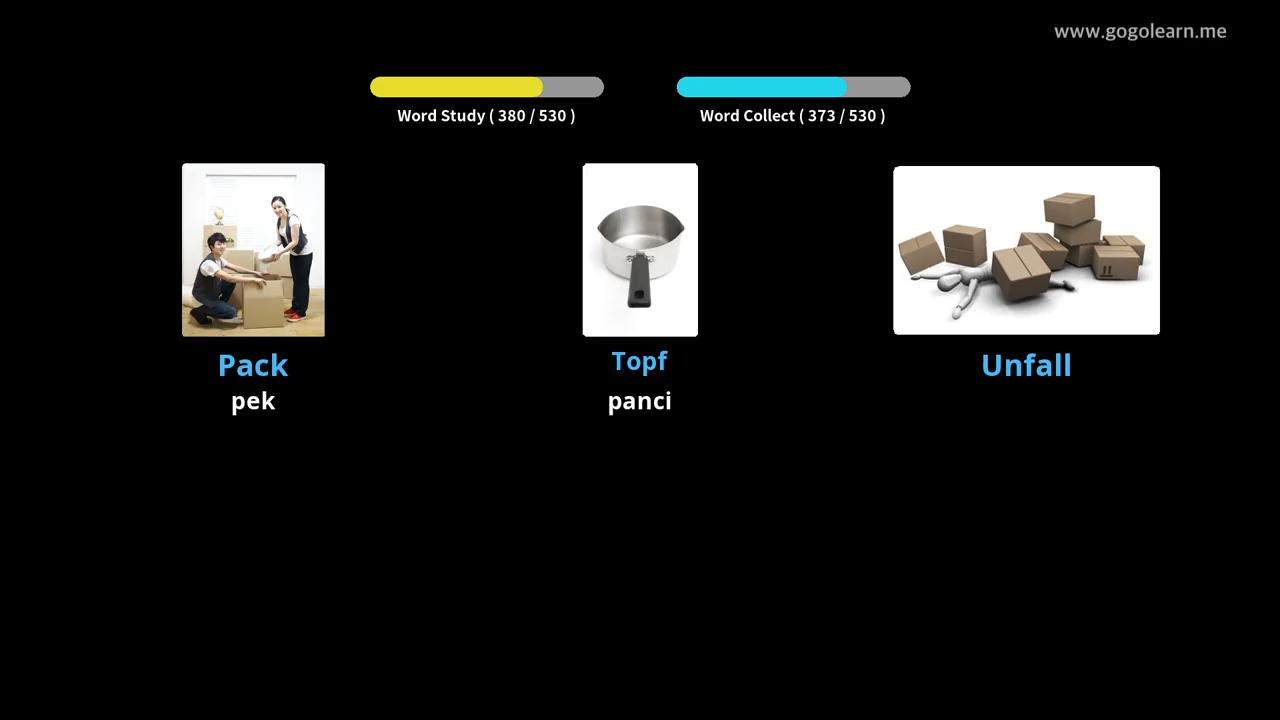 www.gogolearn.me
Word Study ( 380 / 530 )
Word Collect ( 373 / 530 )
Pack
Topf
Unfall
pek
panci